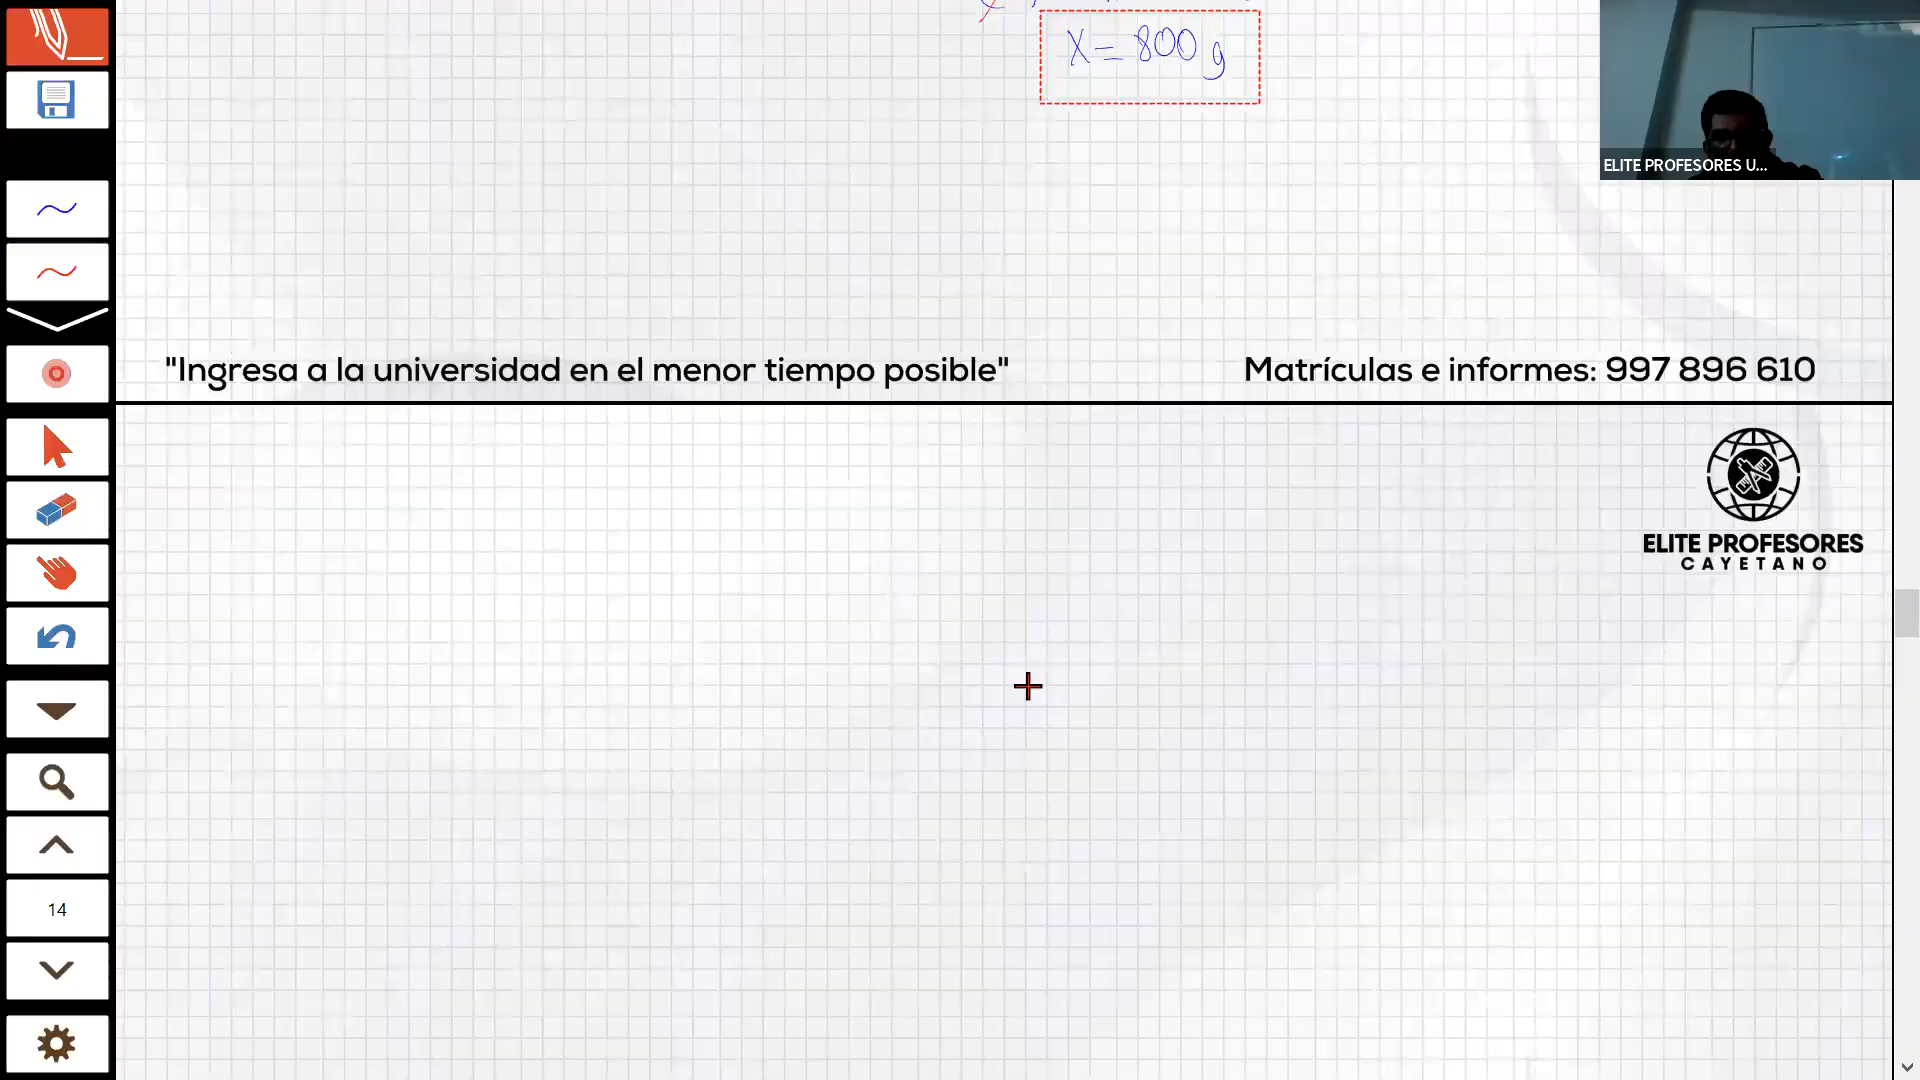 X = 800 g
ELITE PROFESORES U...
"Ingresa a la universidad en el menor tiempo posible"
Matrículas e informes: 997 896 610
ELITE PROFESORES
CAYETANO
14